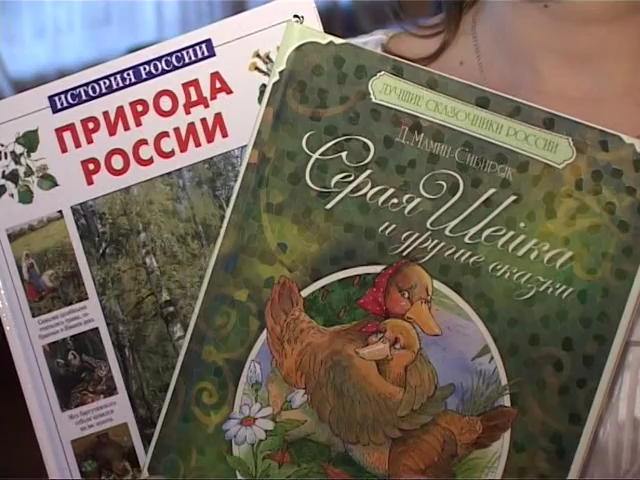 ИСТОРИЯ РОССИИ
ПРИРОДА
РОССИИ
ЛУЧШИЕ СКАЗОЧНИКИ РОССИИ
Д. Мамин-Сибиряк
Серая Шейка
и другие сказки